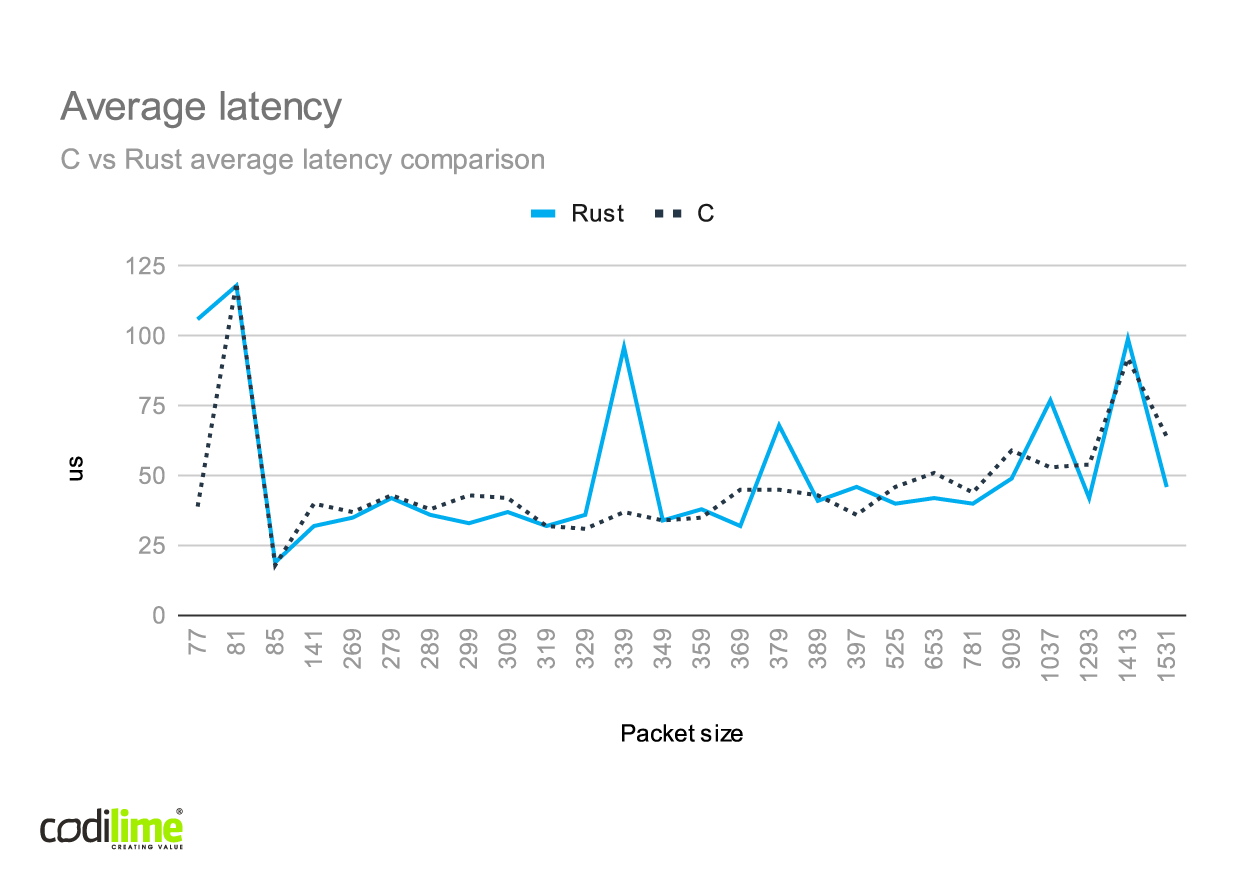 Average latency
C vs Rust average latency comparison
Rust C
125
100
75
50
25
0
us
77 81 85 141 269 279 289 299 309 319 329 339 349 359 369 379 389 397 525 653 781 909 1037 1293 1413 1531
Packet size
codilime®
CREATING VALUE